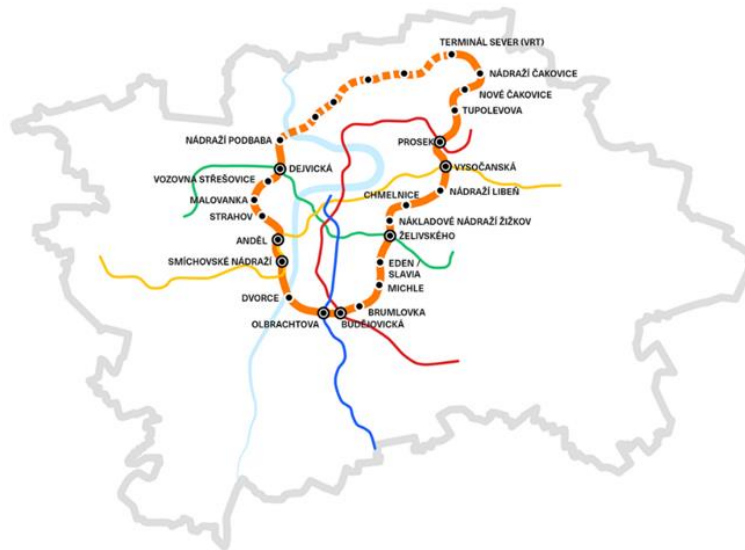 TERMINÁL SEVER (VRT)
NÁDRAŽÍ ČAKOVICE
NOVÉ ČAKOVICE
TUPOLEVOVA
NÁDRAŽÍ PODBABA
PROSEK
DEJVICKÁ
VYSOČANSKÁ
VOZOVNA STŘEŠOVICE
NÁDRAŽÍ LIBEŇ
MALOVANKA
CHMELNICE
STRAHOV
NÁKLADOVÉ NÁDRAŽÍ ŽIŽKOV
ŽELIVSKÉHO
ANDĚL
SMÍCHOVSKÉ NÁDRAŽÍ
EDEN /
SLAVIA
MICHLE
DVORCE
BRUMLOVKA
OLBRACHTOVA
BUDĚJOVICKÁ